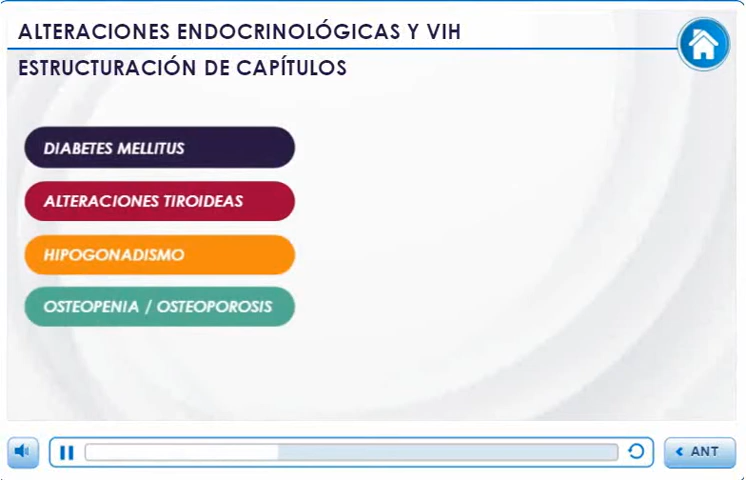 ALTERACIONES ENDOCRINOLÓGICAS Y VIH
ESTRUCTURACIÓN DE CAPÍTULOS
DIABETES MELLITUS
ALTERACIONES TIROIDEAS
HIPOGONADISMO
OSTEOPENIA / OSTEOPOROSIS
ANT